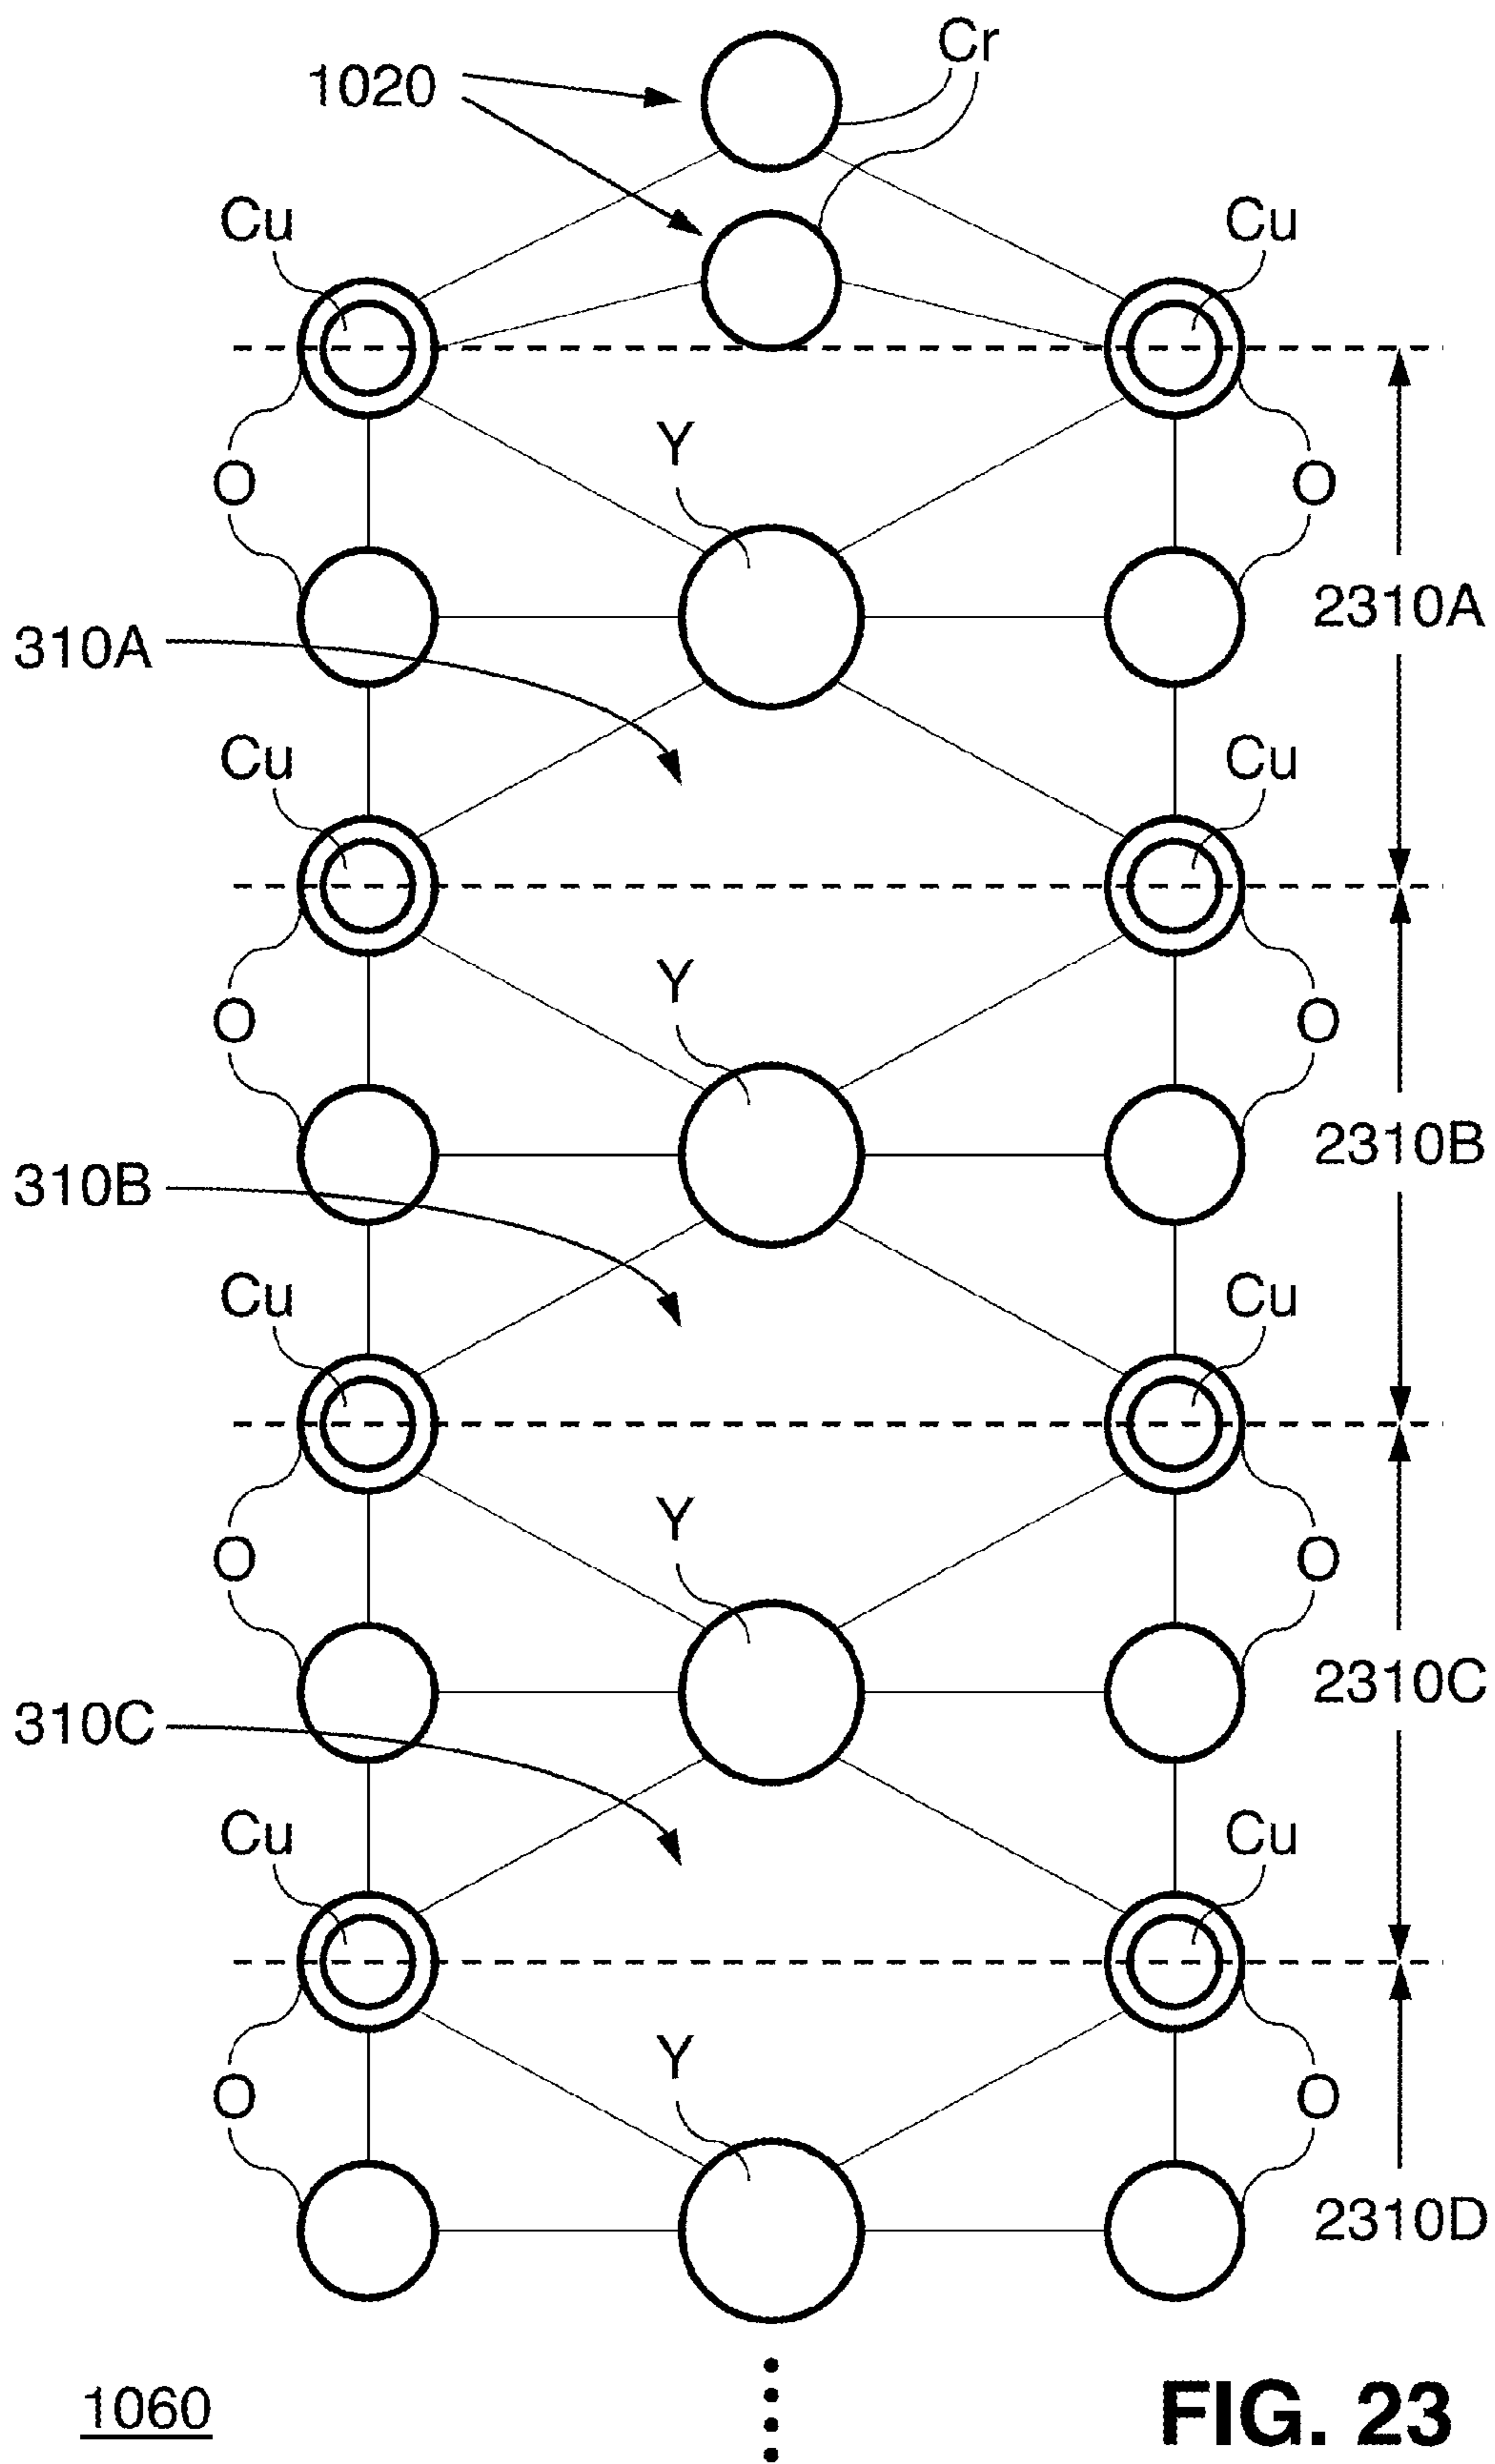 Cr
1020
Cu Cu
Y
O O
2310A
310A
Cu Cu
Y
O O
2310B
310B
Cu Cu
Y
O O
2310C
310C
Cu Cu
Y
O O
2310D
1060
FIG. 23